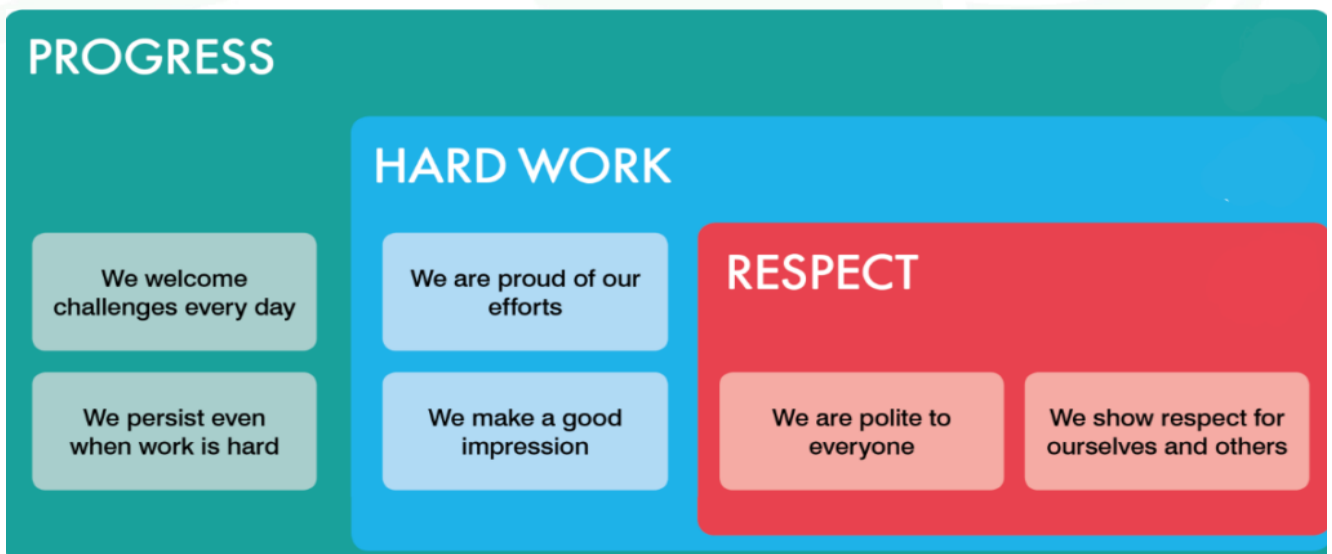 PROGRESS
We welcome
challenges every day
We persist even
when work is hard
HARD WORK
We are proud of our
efforts
We make a good
impression
RESPECT
We are polite to
everyone
We show respect for
ourselves and others